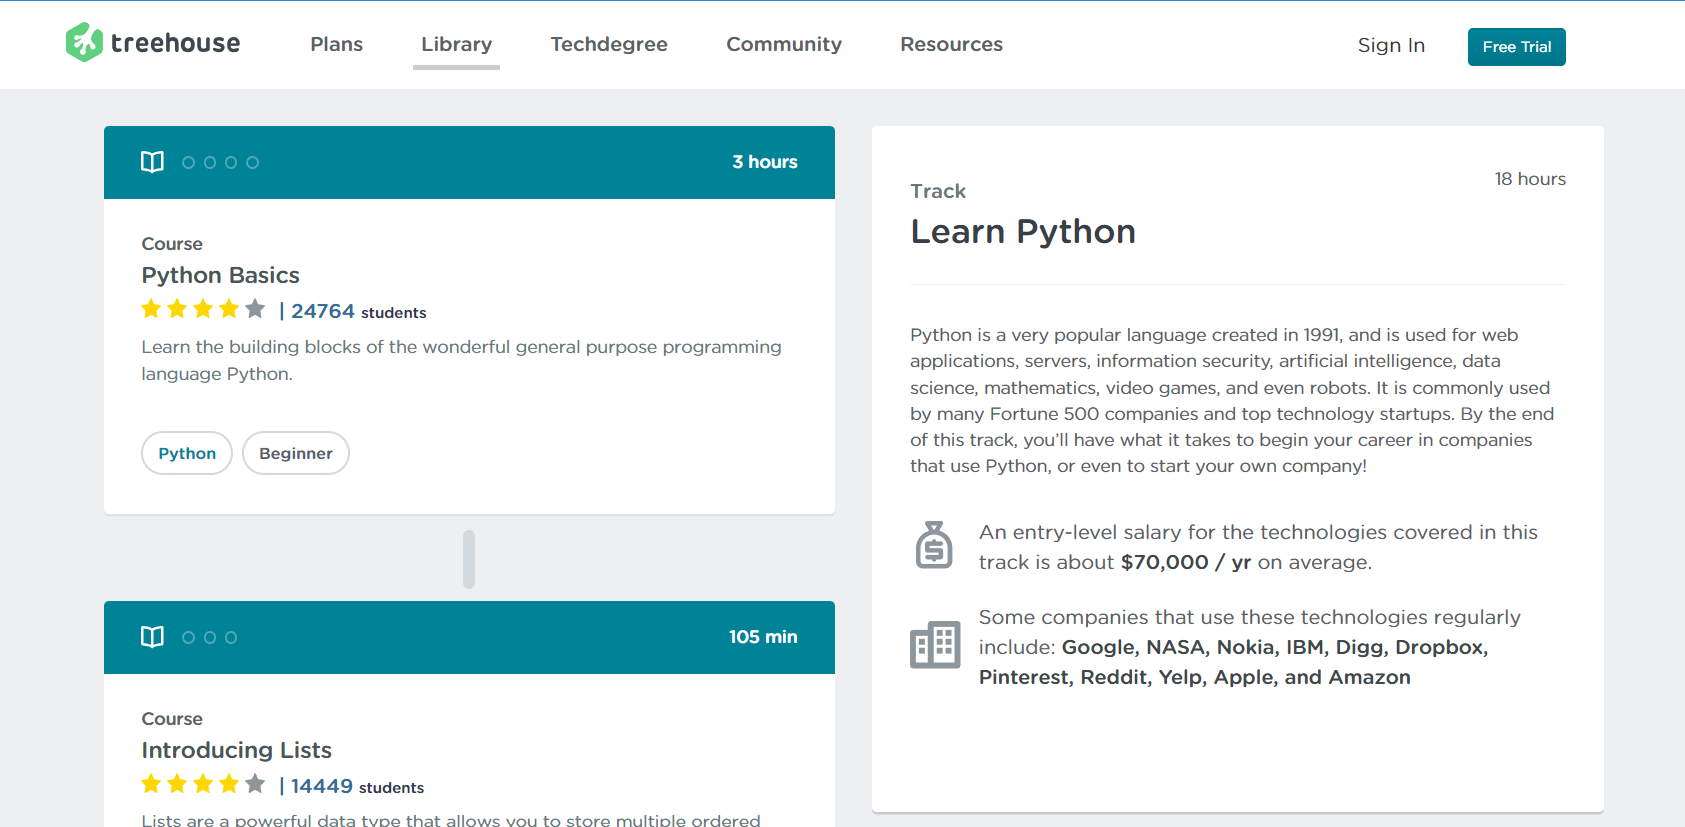 treehouse
Plans
Library
Techdegree
Community
Resources
Sign In
Free Trial
3 hours
Course
Python Basics
| 24764 students
Learn the building blocks of the wonderful general purpose programming
language Python.
Python
Beginner
105 min
Course
Introducing Lists
| 14449 students
Lists are a powerful data type that allows you to store multiple ordered
18 hours
Track
Learn Python
Python is a very popular language created in 1991, and is used for web
applications, servers, information security, artificial intelligence, data
science, mathematics, video games, and even robots. It is commonly used
by many Fortune 500 companies and top technology startups. By the end
of this track, you’ll have what it takes to begin your career in companies
that use Python, or even to start your own company!
An entry-level salary for the technologies covered in this
track is about $70,000 / yr on average.
Some companies that use these technologies regularly
include: Google, NASA, Nokia, IBM, Digg, Dropbox,
Pinterest, Reddit, Yelp, Apple, and Amazon